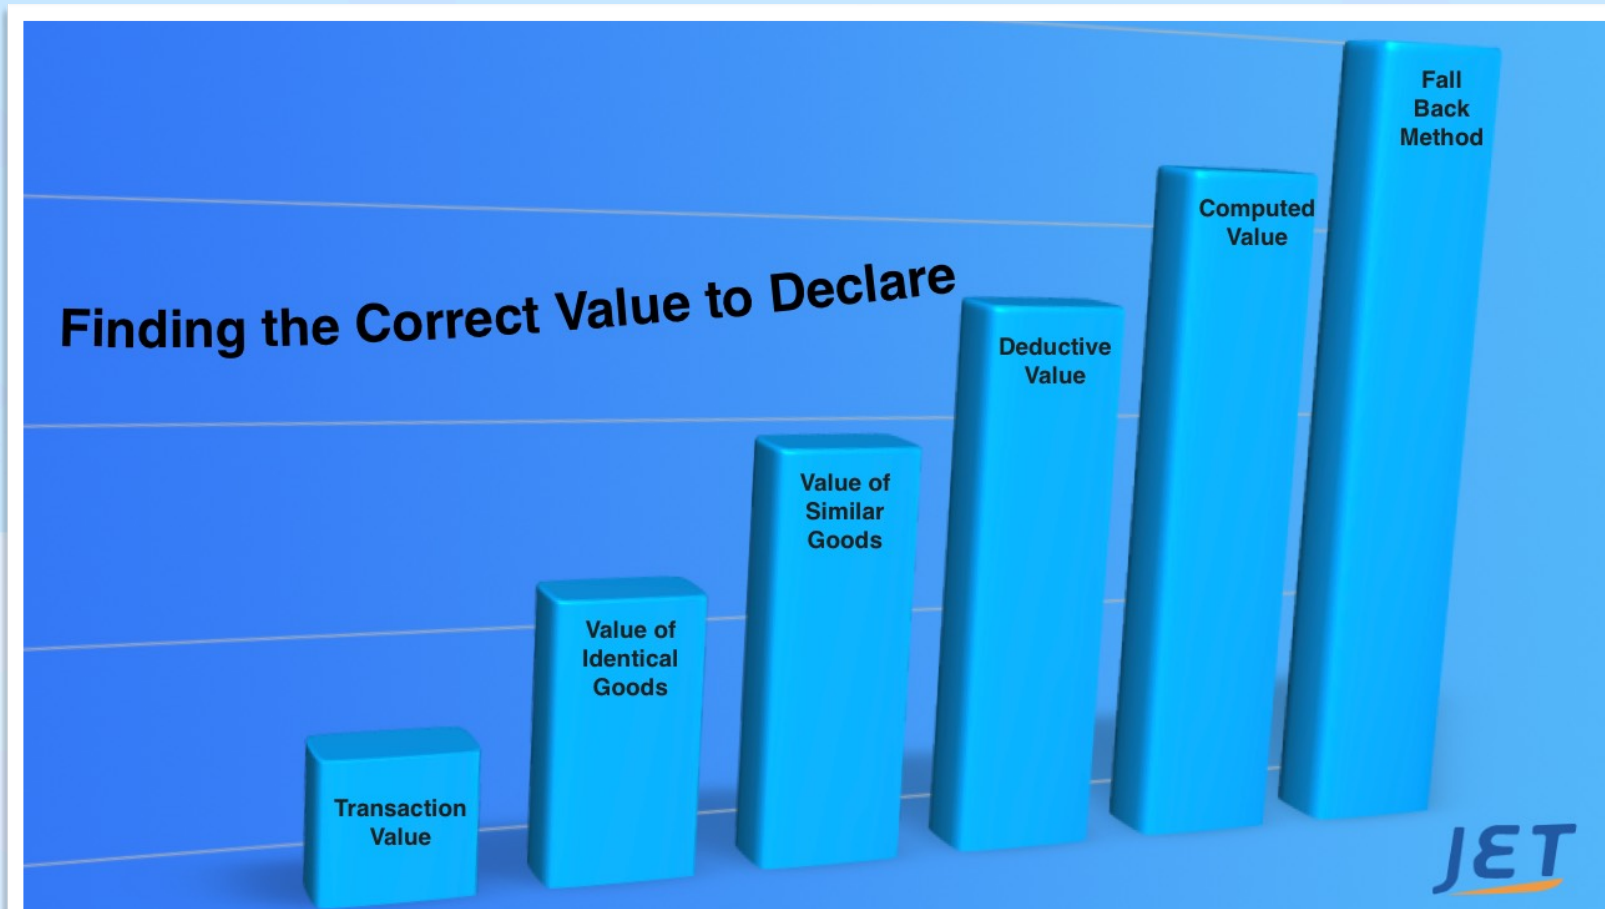 Finding the Correct Value to Declare
Transaction
Value
Value of
Identical
Goods
Value of
Similar
Goods
Deductive
Value
Computed
Value
Fall
Back
Method
JET